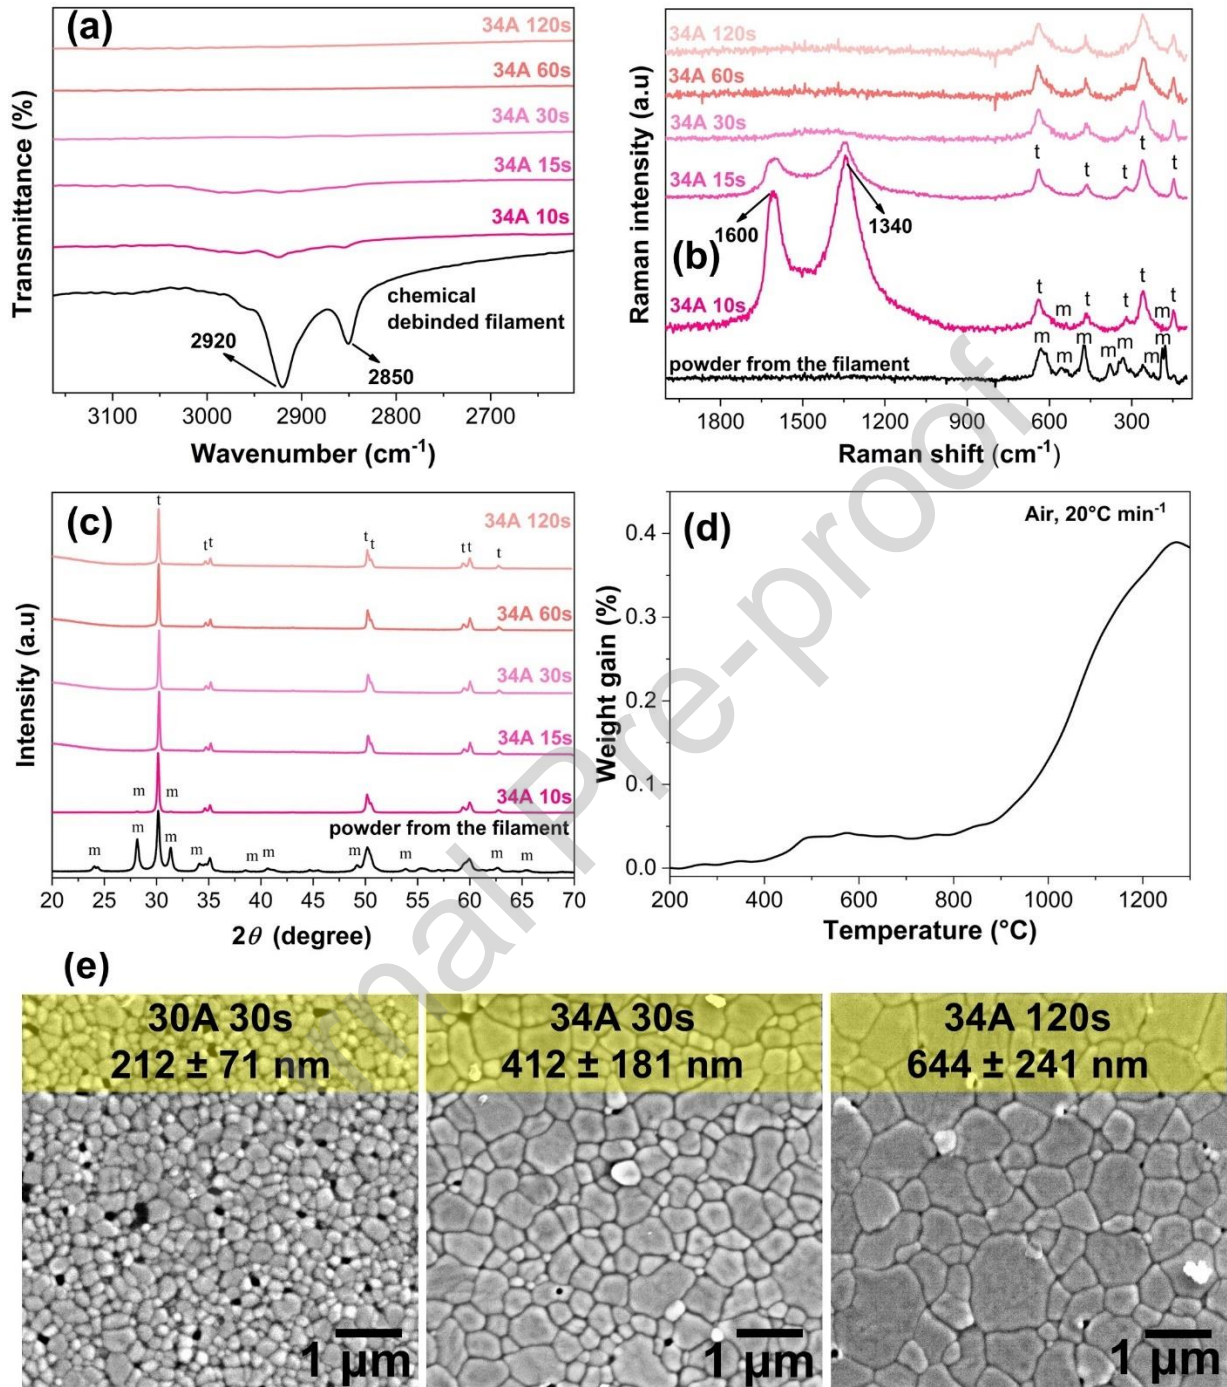 (a)
34A 120s
34A 60s
34A 30s
34A 15s
34A 10s
chemical
debinded filament
2920
2850
Transmittance (%)
3100 3000 2900 2800 2700
Wavenumber (cm-1)
34A 120s
34A 60s
34A 30s
t t t t t
34A 15s
1600
1340
(b)
t t t t t
m m
34A 10s
m m m m m m m
powder from the filament
Raman intensity (a.u
1800 1500 1200 900 600 300
Raman shift (cm-1)
(c)
t
34A 120s
t t t t t t t
34A 60s
34A 30s
34A 15s
34A 10s
m m
powder from the filament
m m m m m m m m m m
Intensity (a.u)
20 25 30 35 40 45 50 55 60 65 70
2θ (degree)
(d)
Air, 20°C min-1
0.4
0.3
0.2
0.1
0.0
Weight gain (%)
200 400 600 800 1000 1200
Temperature (°C)
rnal Pre-proof
(e)
30A 30s
212 ± 71 nm
1 µm
34A 30s
412 ± 181 nm
1 µm
34A 120s
644 ± 241 nm
1 µm